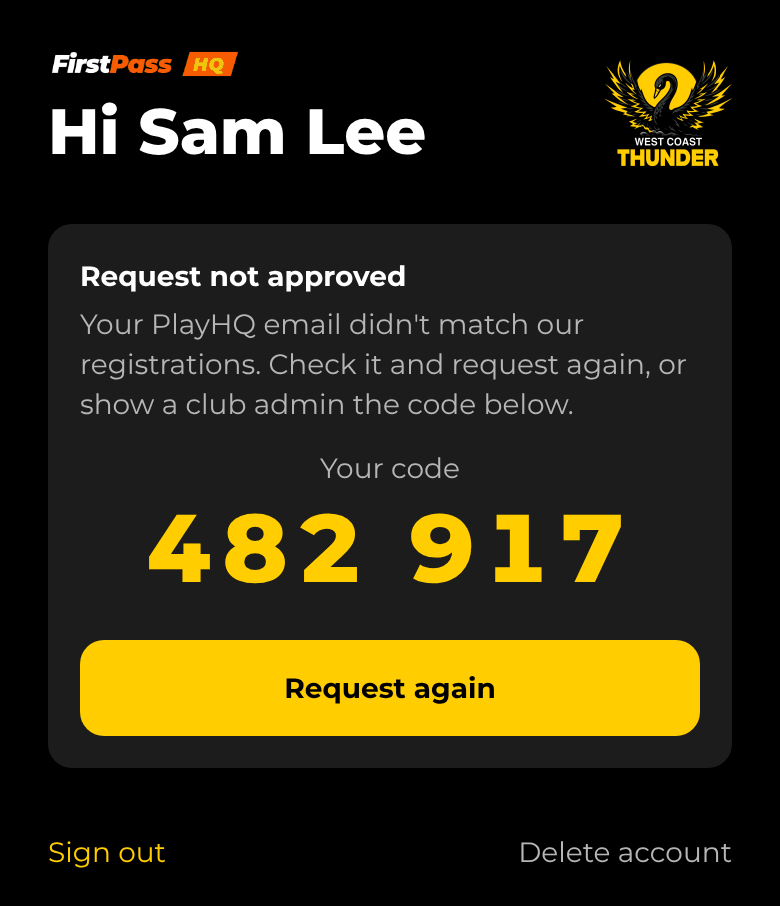 FirstPass HQ
Hi Sam Lee
WEST COAST
THUNDER
Request not approved
Your PlayHQ email didn't match our
registrations. Check it and request again, or
show a club admin the code below.
Your code
482 917
Request again
Sign out
Delete account